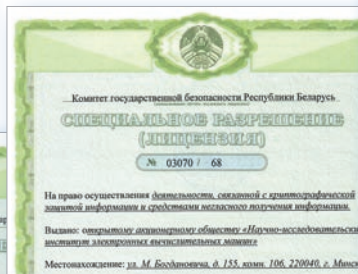 Комитет государственной безопасности Республики Беларусь
СПЕЦИАЛЬНОЕ РАЗРЕШЕНИЕ
(ЛИЦЕНЗИЯ)
№ 03070 / 68
На право осуществления деятельности, связанной с криптографической
защитой информации и средствами негласного получения информации.
Выдано: открытому акционерному обществу «Научно-исследовательский
институт электронных вычислительных машин»
Местонахождение: ул. М. Богдановича, д. 155, комн. 106, 220040, г. Минск